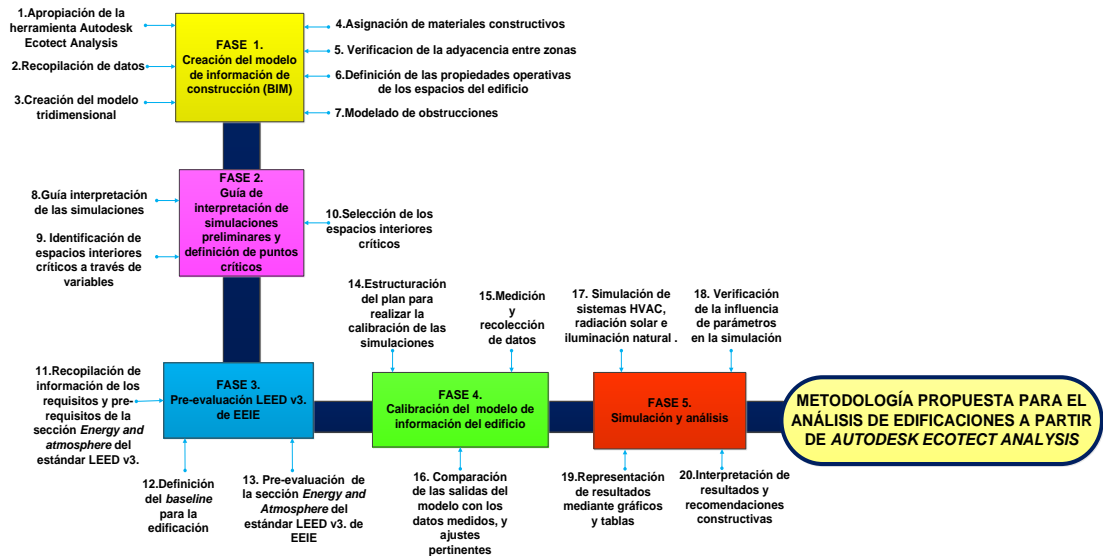 1.Apropiación de la
herramienta Autodesk
Ecotect Analysis
2.Recopilación de datos
3.Creación del modelo
tridimensional
FASE 1.
Creación del modelo
de información de
construcción (BIM)
4.Asignación de materiales constructivos
5. Verificacion de la adyacencia entre zonas
6.Definición de las propiedades operativas
de los espacios del edificio
7.Modelado de obstrucciones
8.Guía interpretación
de las simulaciones
9. Identificación de
espacios interiores
críticos a través de
variables
FASE 2.
Guía de
interpretación de
simulaciones
preliminares y
definición de puntos
críticos
10.Selección de los
espacios interiores
críticos
11.Recopilación de
información de los
requisitos y pre-
requisitos de la
sección Energy and
atmosphere del
estándar LEED v3.
FASE 3.
Pre-evaluación LEED v3.
de EEIE
12.Definición
del baseline
para la
edificación
13. Pre-evaluación de
la sección Energy and
Atmosphere del
estándar LEED v3. de
EEIE
14.Estructuración
del plan para
realizar la
calibración de las
simulaciones
15.Medición
y
recolección
de datos
FASE 4.
Calibración del modelo de
información del edificio
16. Comparación
de las salidas del
modelo con los
datos medidos, y
ajustes
pertinentes
17. Simulación de
sistemas HVAC,
radiación solar e
iluminación natural .
18. Verificación
de la influencia
de parámetros
en la simulación
FASE 5.
Simulación y análisis
19.Representación
de resultados
mediante gráficos
y tablas
20.Interpretación de
resultados y
recomendaciones
constructivas
METODOLOGÍA PROPUESTA PARA EL
ANÁLISIS DE EDIFICACIONES A PARTIR
DE AUTODESK ECOTECT ANALYSIS